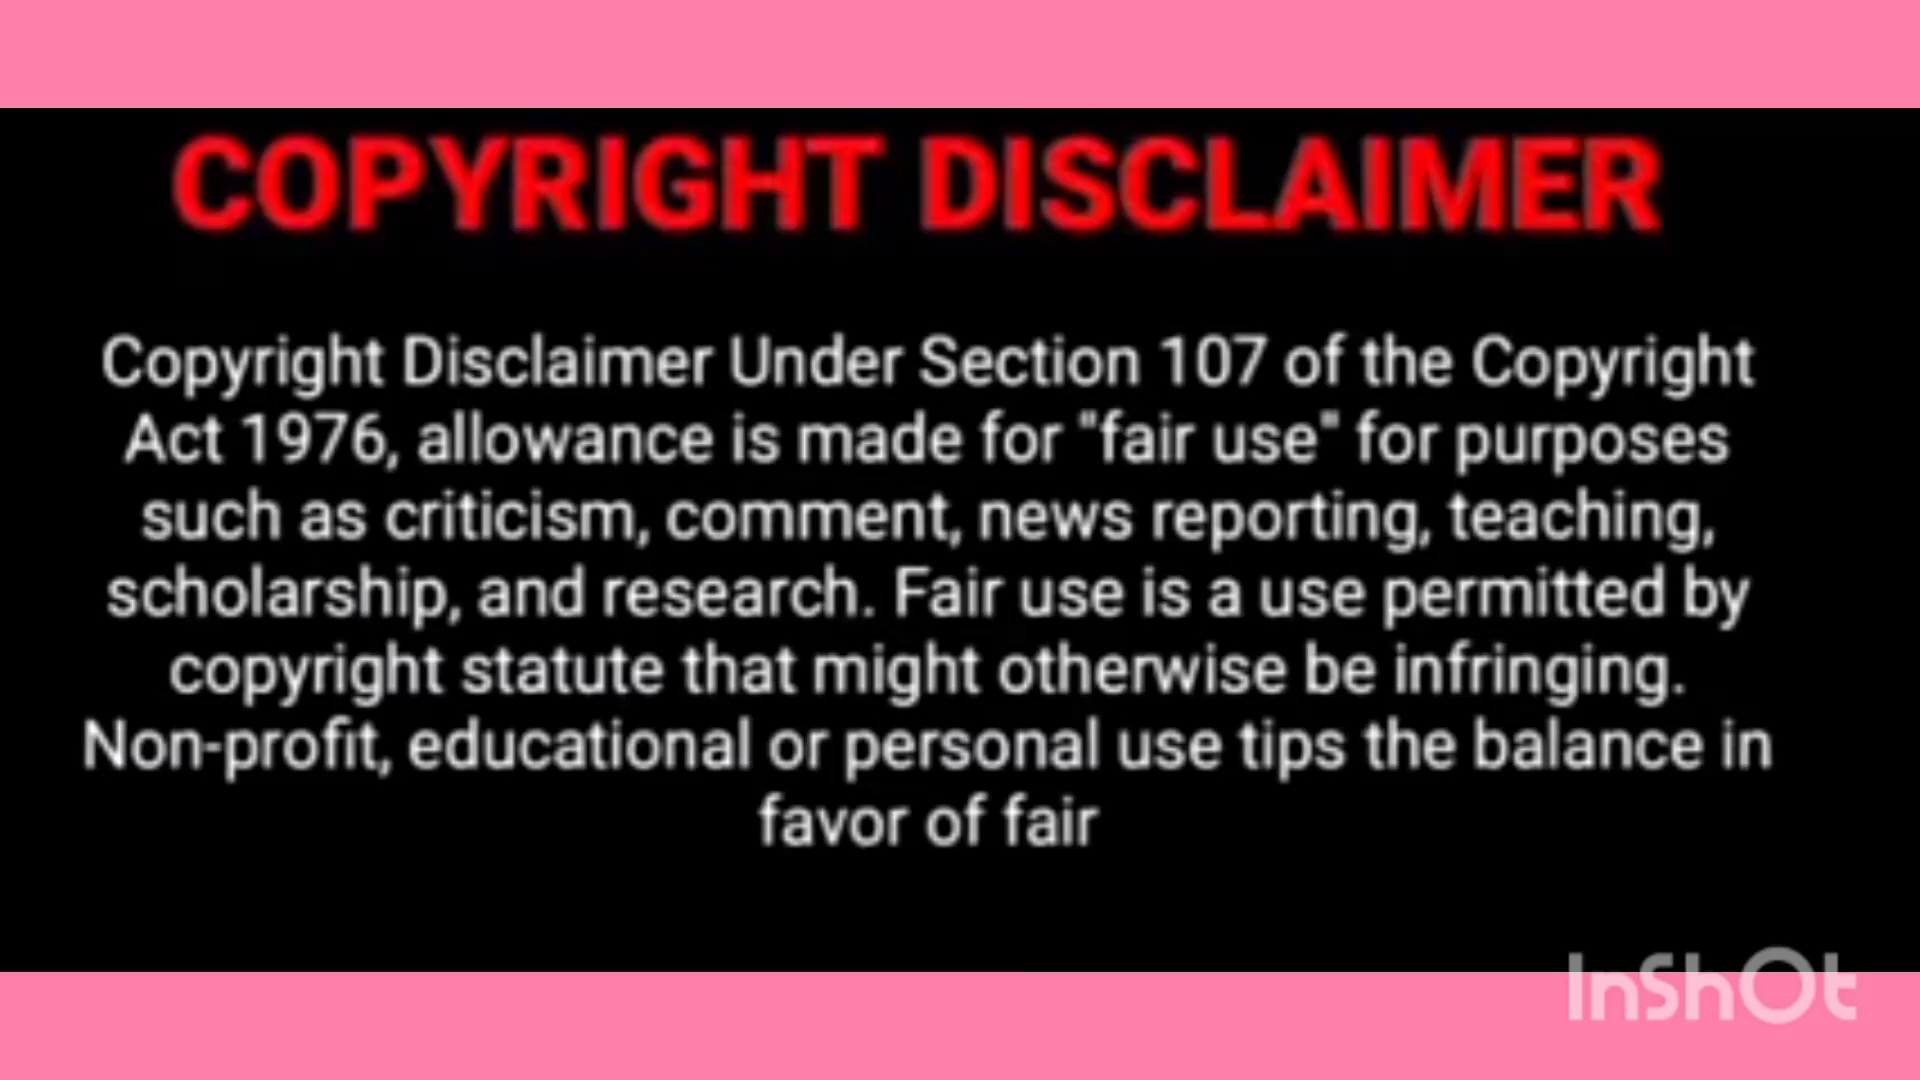 COPYRIGHT DISCLAIMER
Copyright Disclaimer Under Section 107 of the Copyright
Act 1976, allowance is made for "fair use" for purposes
such as criticism, comment, news reporting, teaching,
scholarship, and research. Fair use is a use permitted by
copyright statute that might otherwise be infringing.
Non-profit, educational or personal use tips the balance in
favor of fair
InShOt